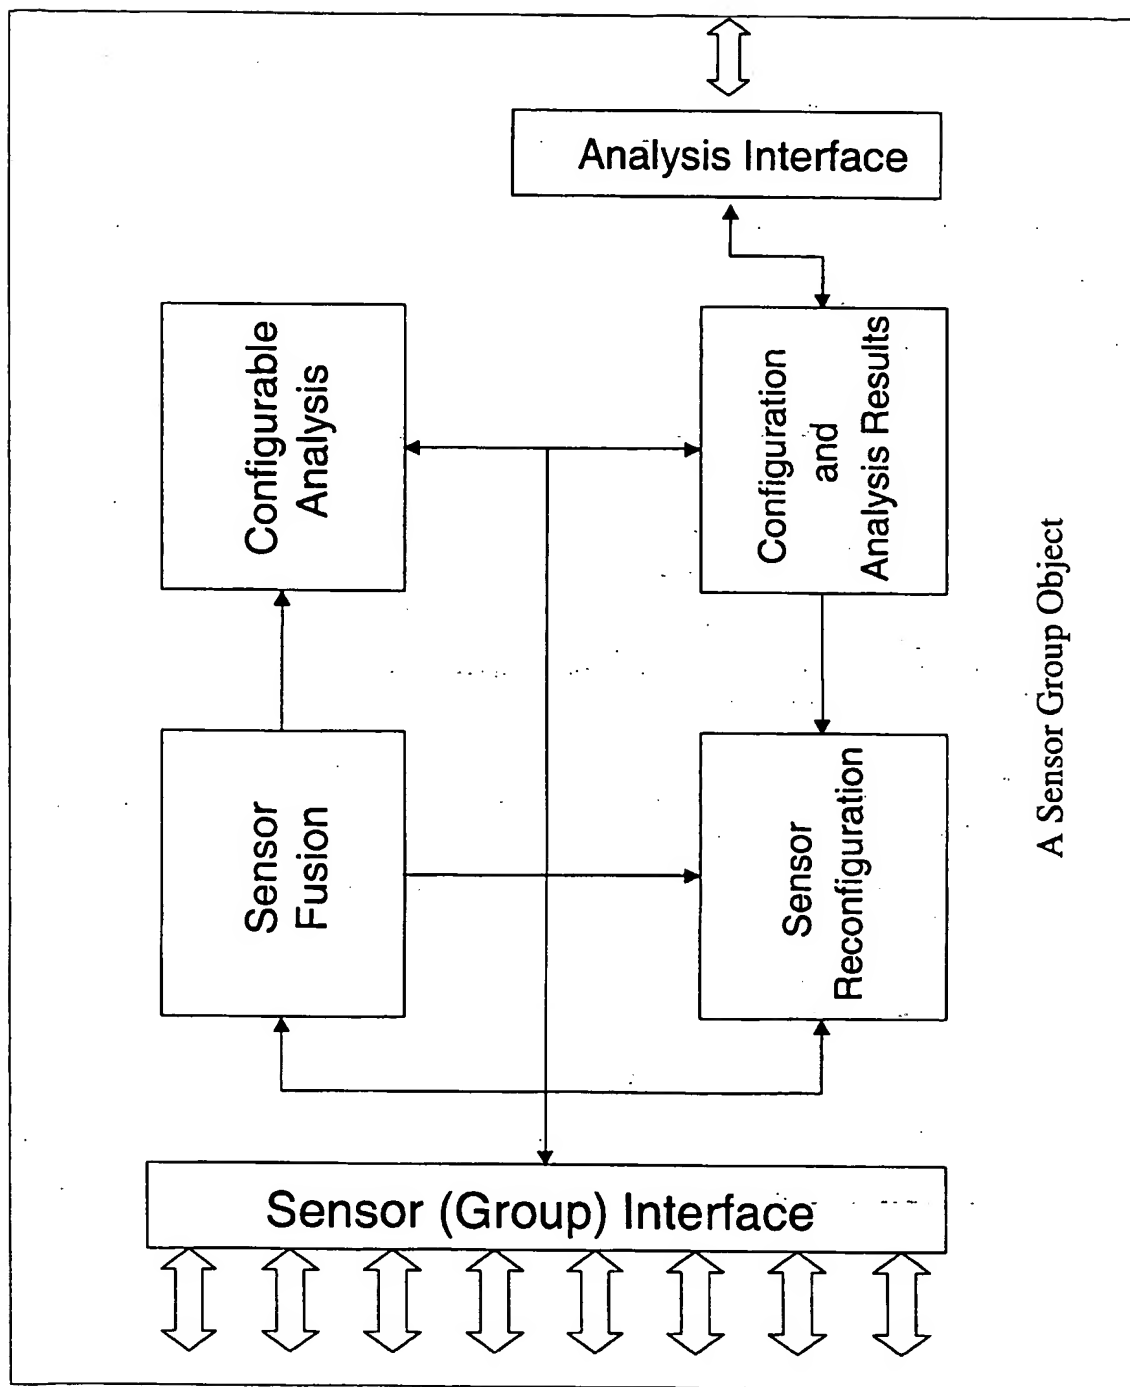 Analysis Interface
Configurable
Analysis
Configuration
and
Analysis Results
Sensor
Fusion
Sensor
Reconfiguration
Sensor (Group) Interface
A Sensor Group Object